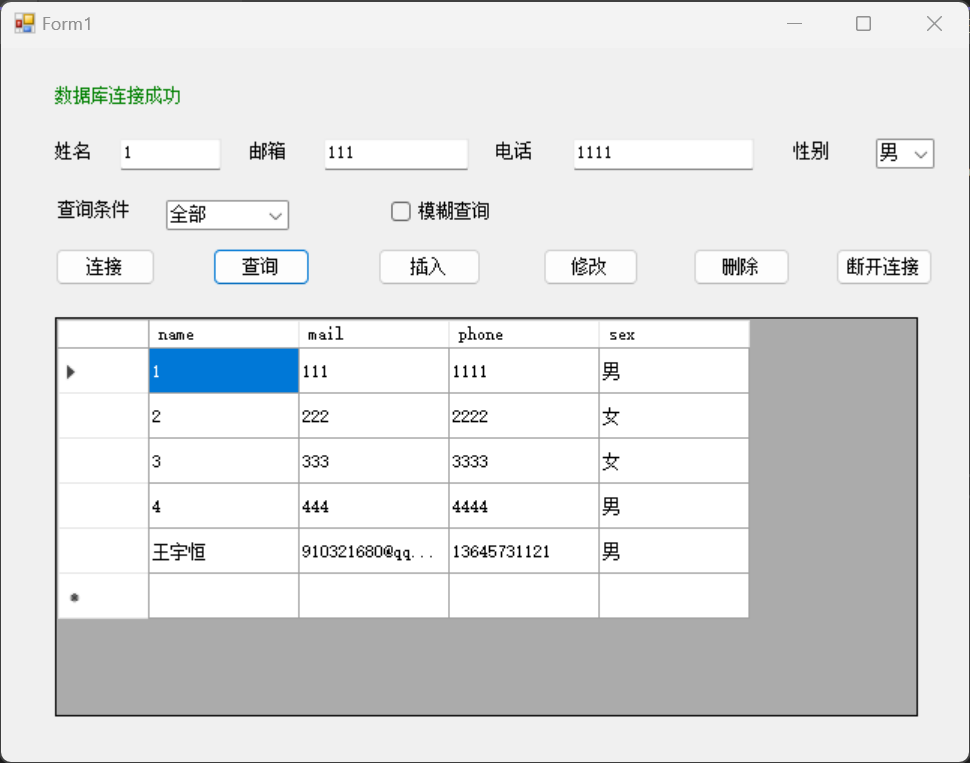 Form1
数据库连接成功
姓名 1 邮箱 111 电话 1111 性别 男
查询条件 全部 模糊查询
连接 查询 插入 修改 删除 断开连接
name mail phone sex
1 111 1111 男
2 222 2222 女
3 333 3333 女
4 444 4444 男
王宇恒 910321680@qq... 13645731121 男